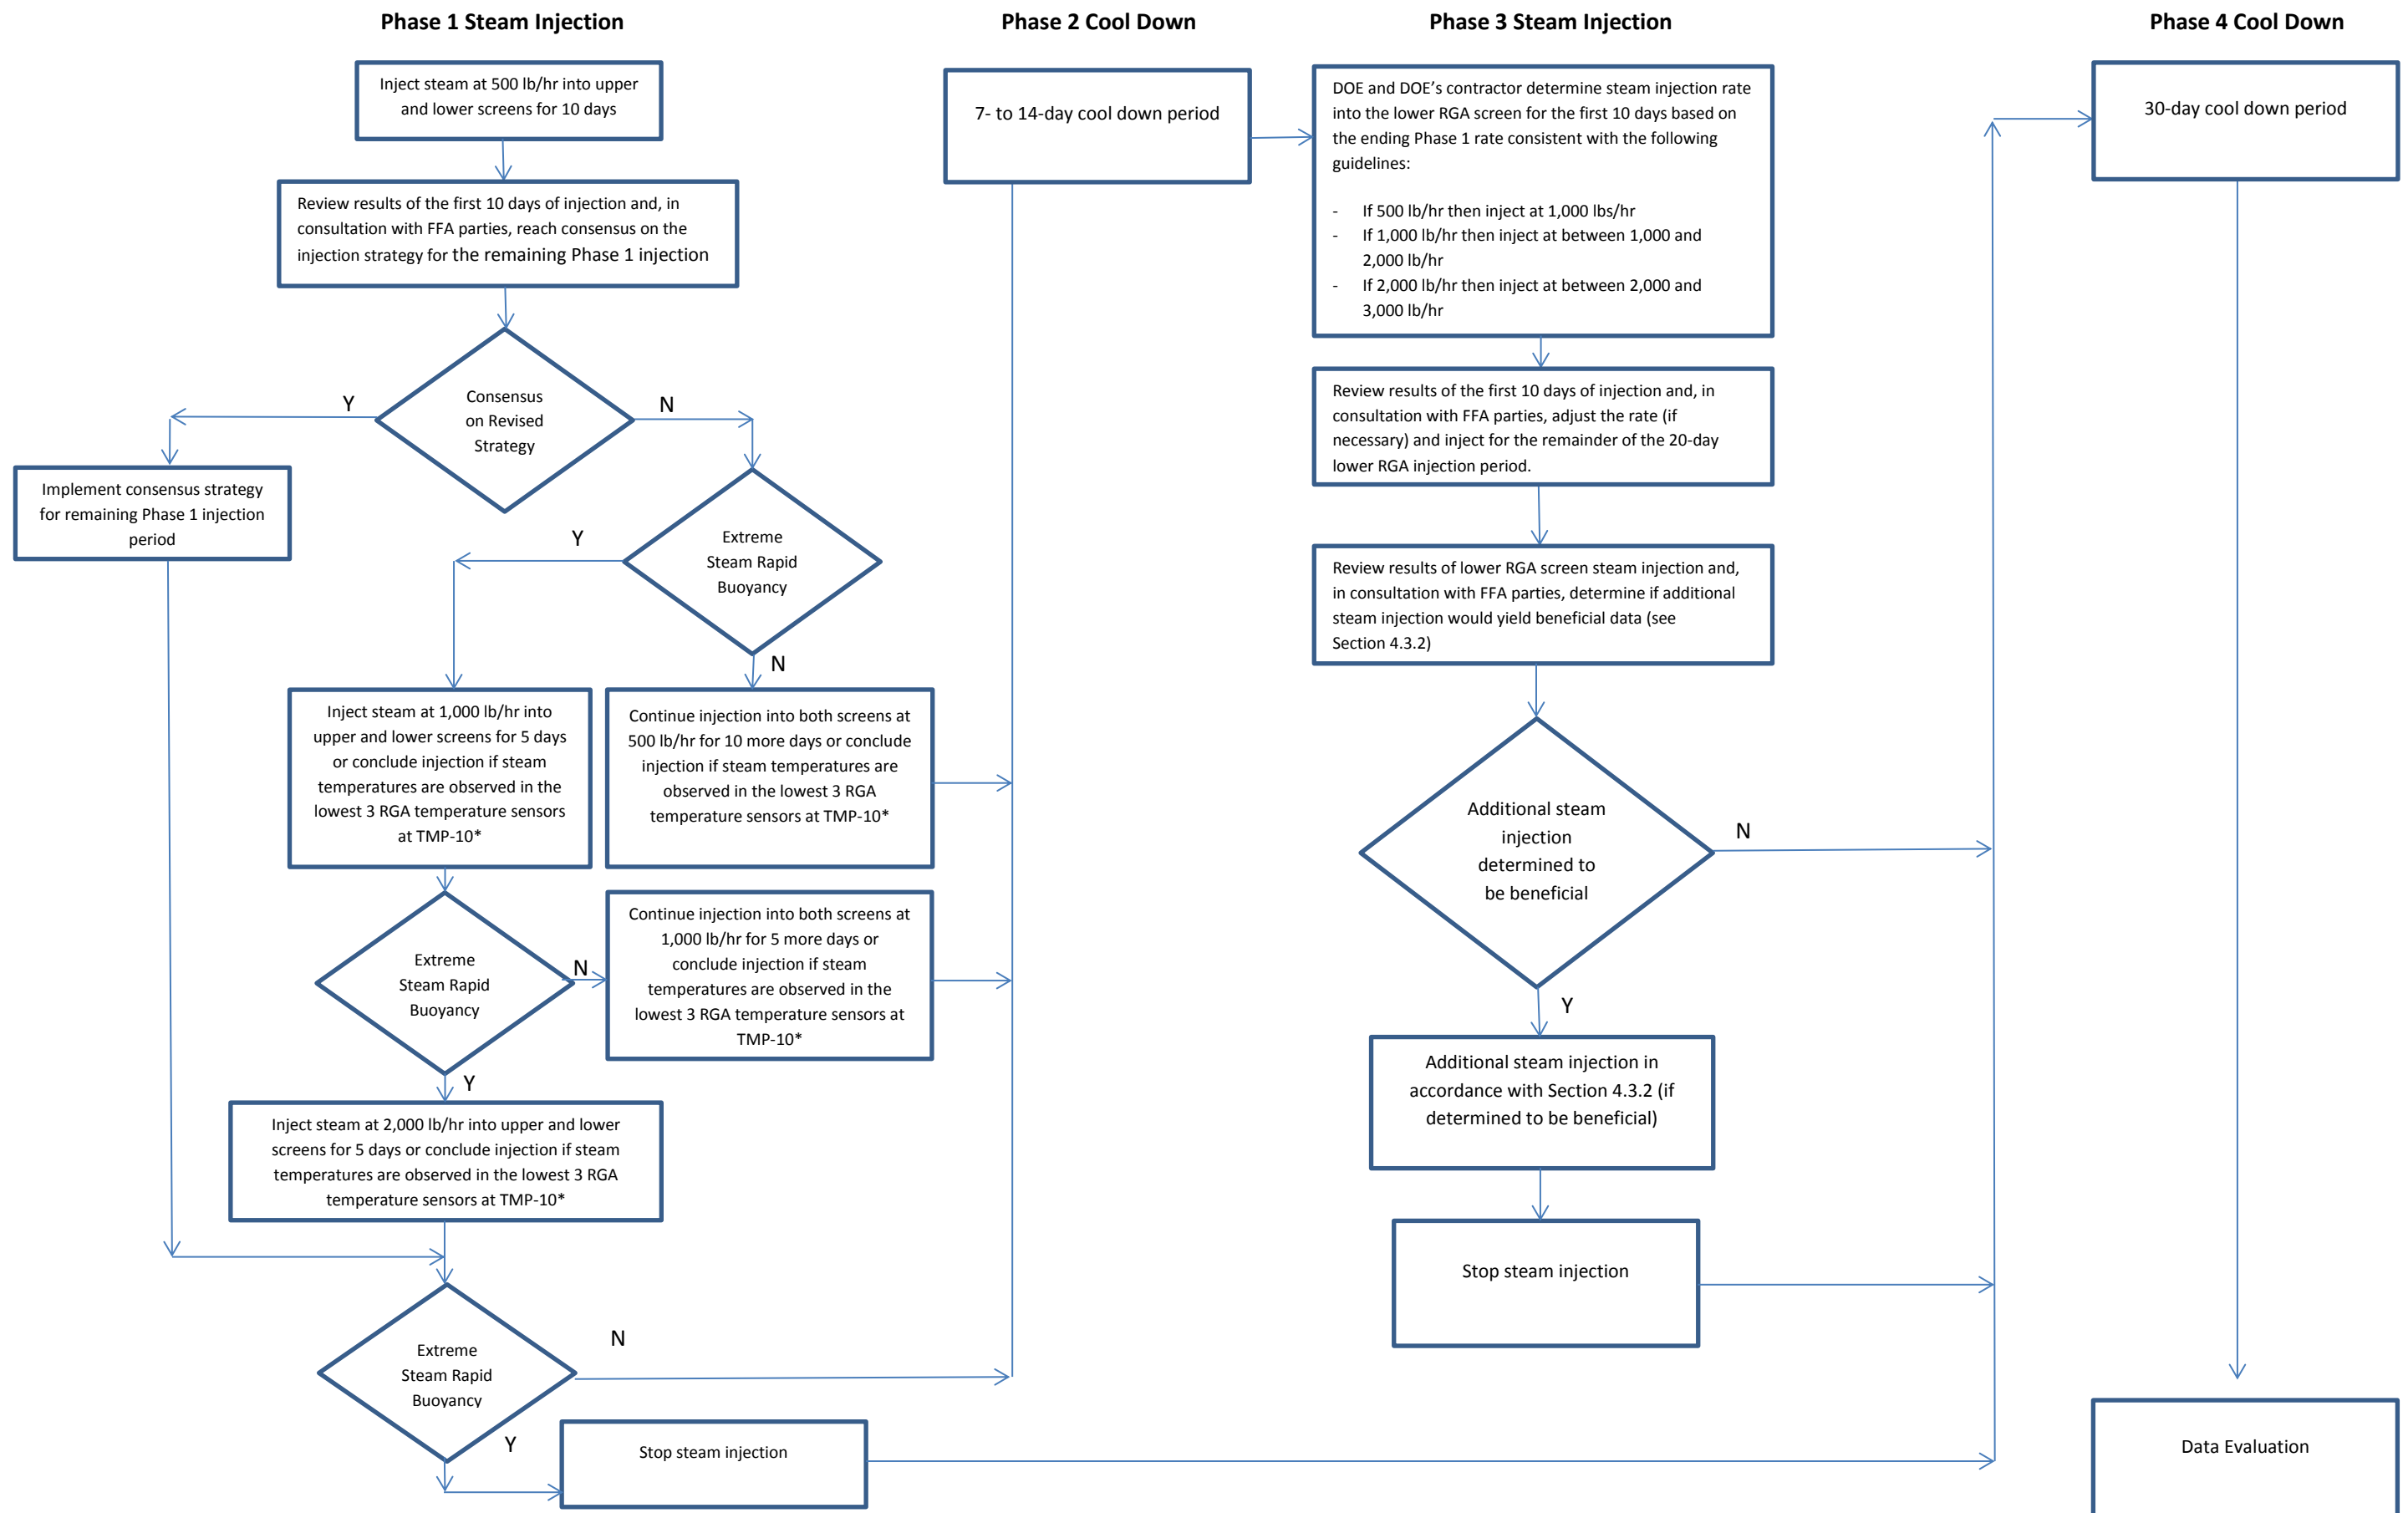 Phase 1 Steam Injection
Phase 2 Cool Down
Phase 3 Steam Injection
Phase 4 Cool Down
Inject steam at 500 lb/hr into upper
and lower screens for 10 days
Review results of the first 10 days of injection and, in
consultation with FFA parties, reach consensus on the
injection strategy for the remaining Phase 1 injection
Consensus
on Revised
Strategy
Y
N
Implement consensus strategy
for remaining Phase 1 injection
period
Extreme
Steam Rapid
Buoyancy
Y
N
Inject steam at 1,000 lb/hr into
upper and lower screens for 5 days
or conclude injection if steam
temperatures are observed in the
lowest 3 RGA temperature sensors
at TMP-10*
Continue injection into both screens at
500 lb/hr for 10 more days or conclude
injection if steam temperatures are
observed in the lowest 3 RGA
temperature sensors at TMP-10*
Extreme
Steam Rapid
Buoyancy
N
Y
Continue injection into both screens at
1,000 lb/hr for 5 more days or
conclude injection if steam
temperatures are observed in the
lowest 3 RGA temperature sensors at
TMP-10*
Inject steam at 2,000 lb/hr into upper and lower
screens for 5 days or conclude injection if steam
temperatures are observed in the lowest 3 RGA
temperature sensors at TMP-10*
Extreme
Steam Rapid
Buoyancy
N
Y
Stop steam injection
7- to 14-day cool down period
DOE and DOE's contractor determine steam injection rate
into the lower RGA screen for the first 10 days based on
the ending Phase 1 rate consistent with the following
guidelines:
- If 500 lb/hr then inject at 1,000 lbs/hr
- If 1,000 lb/hr then inject at between 1,000 and
2,000 lb/hr
- If 2,000 lb/hr then inject at between 2,000 and
3,000 lb/hr
Review results of the first 10 days of injection and, in
consultation with FFA parties, adjust the rate (if
necessary) and inject for the remainder of the 20-day
lower RGA injection period.
Review results of lower RGA screen steam injection and,
in consultation with FFA parties, determine if additional
steam injection would yield beneficial data (see
Section 4.3.2)
Additional steam
injection
determined to
be beneficial
N
Y
Additional steam injection in
accordance with Section 4.3.2 (if
determined to be beneficial)
Stop steam injection
30-day cool down period
Data Evaluation